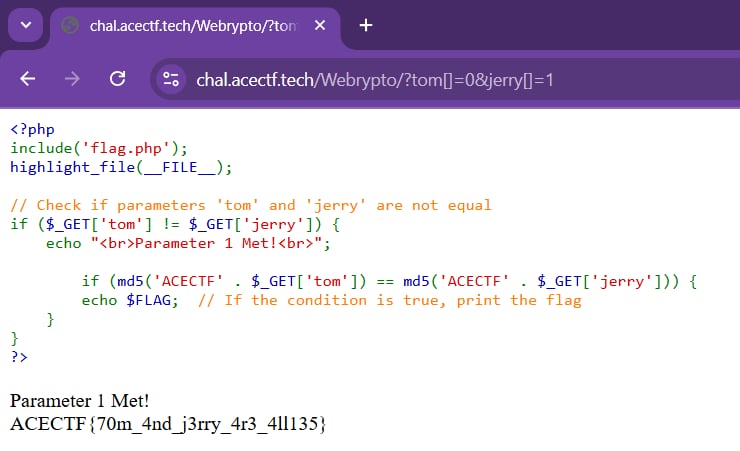 chal.acectf.tech/Webrypto/?tom
chal.acectf.tech/Webrypto/?tom[]=0&jerry[]=1
<?php
include('flag.php');
highlight_file(__FILE__);
// Check if parameters 'tom' and 'jerry' are not equal
if ($_GET['tom'] != $_GET['jerry']) {
    echo "<br>Parameter 1 Met!<br>";
        if (md5('ACECTF' . $_GET['tom']) == md5('ACECTF' . $_GET['jerry'])) {
        echo $FLAG;  // If the condition is true, print the flag
    }
}
?>
Parameter 1 Met!
ACECTF{70m_4nd_j3rry_4r3_4ll135}